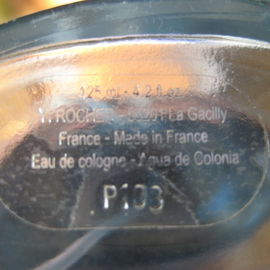 125 ml - 4.2 fl.oz
Y. ROCHER 56201 La Gacilly
France - Made in France
Eau de cologne - Agua de Colonia
P103